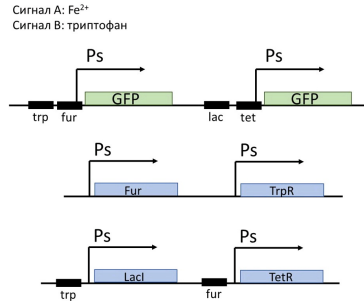 Сигнал A: Fe²⁺
Сигнал B: триптофан
Ps Ps
GFP GFP
trp fur lac tet
Ps Ps
Fur TrpR
Ps Ps
LacI TetR
trp fur